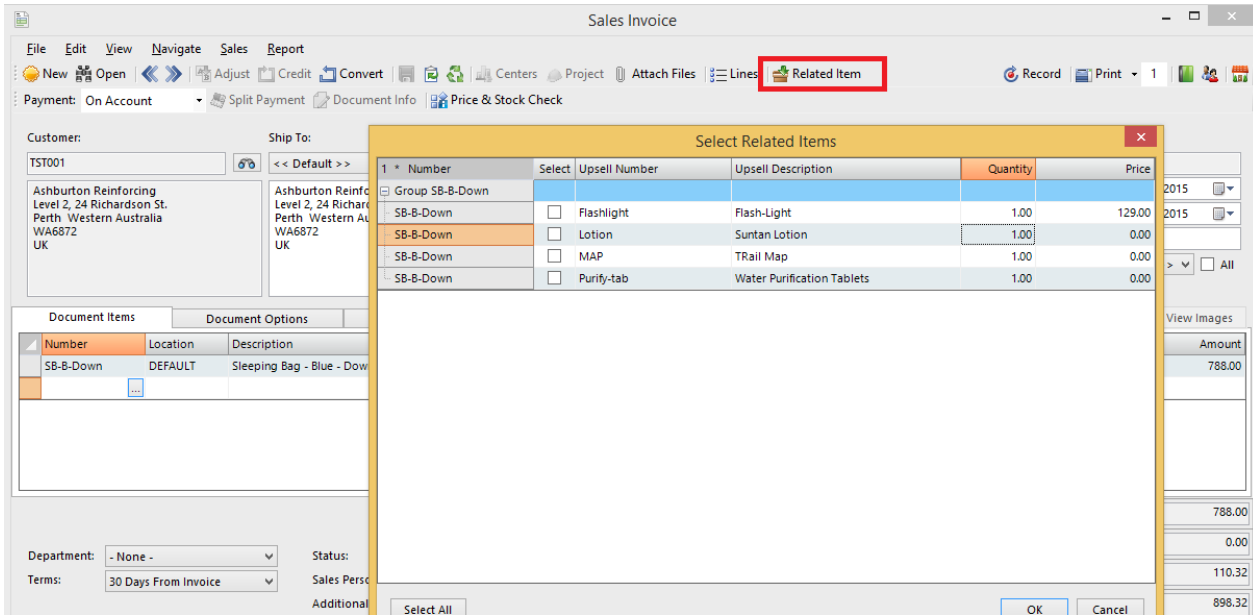 Sales Invoice
File Edit View Navigate Sales Report
New Open Adjust Credit Convert Centers Project Attach Files Lines Related Item Record Print 1
Payment: On Account Split Payment Document Info Price & Stock Check
Customer: Ship To:
TST001 << Default >>
Ashburton Reinforcing
Level 2, 24 Richardson St.
Perth Western Australia
WA6872
UK
Ashburton Reinfo
Level 2, 24 Richard
Perth Western Au
WA6872
UK
Select Related Items
1 * Number Select Upsell Number Upsell Description Quantity Price
Group SB-B-Down
SB-B-Down Flashlight Flash-Light 1.00 129.00
SB-B-Down Lotion Suntan Lotion 1.00 0.00
SB-B-Down MAP TRail Map 1.00 0.00
SB-B-Down Purify-tab Water Purification Tablets 1.00 0.00
2015
2015
> All
Document Items Document Options View Images
Number Location Description Amount
SB-B-Down DEFAULT Sleeping Bag - Blue - Dow 788.00
...
788.00
0.00
110.32
898.32
Department: - None - Status:
Terms: 30 Days From Invoice Sales Perso
Additional
Select All OK Cancel